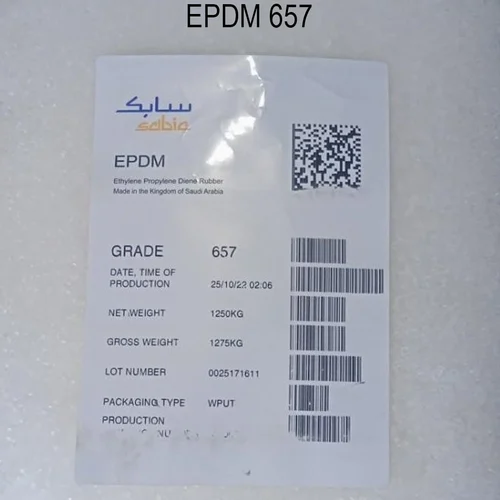 EPDM 657
سابک
sabic
EPDM
Ethylene Propylene Diene Rubber
Made in the Kingdom of Saudi Arabia
GRADE 657
DATE, TIME OF
PRODUCTION 25/10/22 02:06
NET WEIGHT 1250KG
GROSS WEIGHT 1275KG
LOT NUMBER 0025171611
PACKAGING TYPE WPUT
PRODUCTION